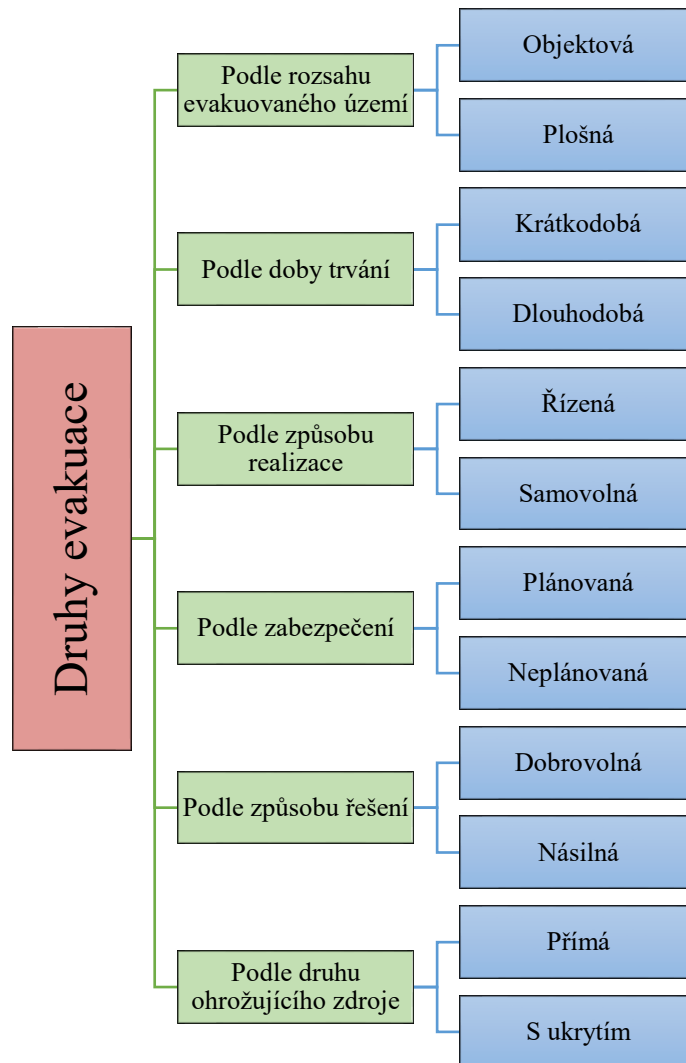 Druhy evakuace
Podle rozsahu
evakuovaného území
Objektová
Plošná
Podle doby trvání
Krátkodobá
Dlouhodobá
Podle způsobu
realizace
Řízená
Samovolná
Podle zabezpečení
Plánovaná
Neplánovaná
Podle způsobu řešení
Dobrovolná
Násilná
Podle druhu
ohrožujícího zdroje
Přímá
S ukrytím